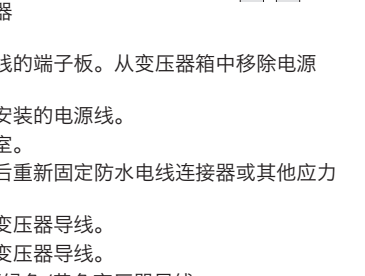 器
线的端子板。从变压器箱中移除电源
安装的电源线。
室。
后重新固定防水电线连接器或其他应力
变压器导线。
变压器导线。